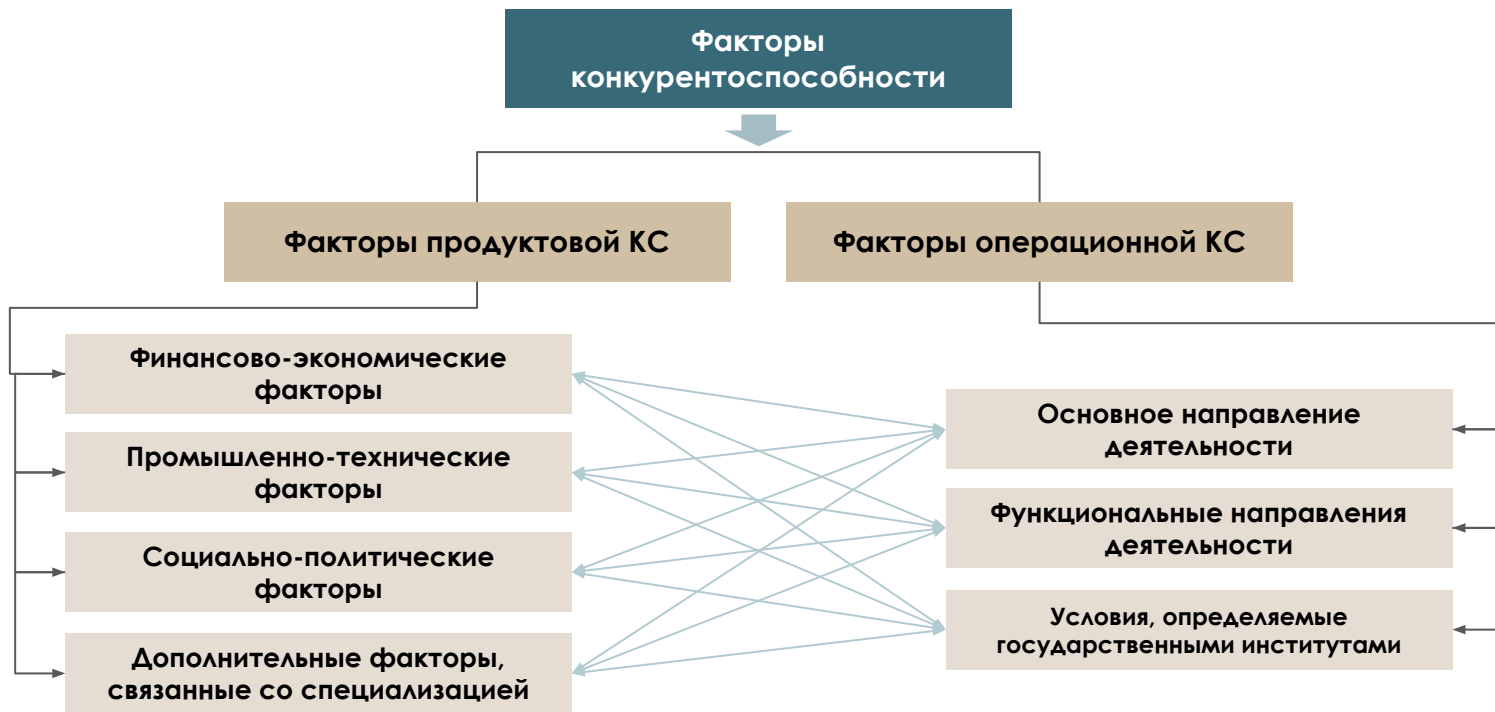 Факторы
конкурентоспособности
Факторы продуктовой КС
Факторы операционной КС
Финансово-экономические
факторы
Промышленно-технические
факторы
Социально-политические
факторы
Дополнительные факторы,
связанные со специализацией
Основное направление
деятельности
Функциональные направления
деятельности
Условия, определяемые
государственными институтами